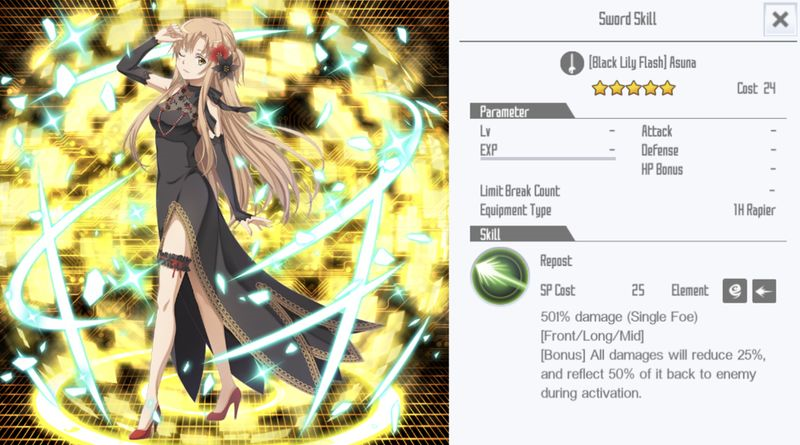 Sword Skill
[Black Lily Flash] Asuna
Cost 24
Parameter
Lv - Attack -
EXP - Defense -
HP Bonus -
Limit Break Count -
Equipment Type 1H Rapier
Skill
Repost
SP Cost 25 Element
501% damage (Single Foe)
[Front/Long/Mid]
[Bonus] All damages will reduce 25%,
and reflect 50% of it back to enemy
during activation.